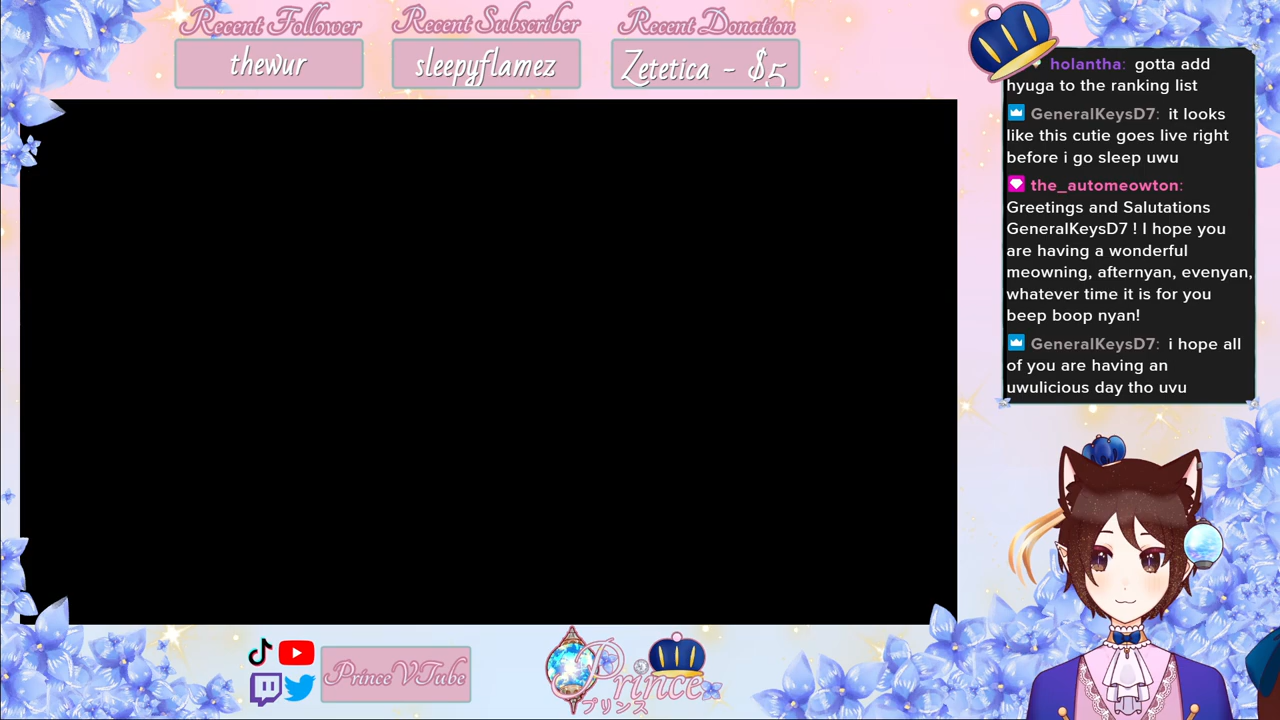 Recent Follower
Recent Subscriber
Recent Donation
thewur
sleepyflamez
Zetetica - $5
holantha: gotta add
hyuga to the ranking list
GeneralKeysD7: it looks
like this cutie goes live right
before i go sleep uwu
the_automeowton:
Greetings and Salutations
GeneralKeysD7 ! I hope you
are having a wonderful
meowning, afternyan, evenyan,
whatever time it is for you
beep boop nyan!
GeneralKeysD7: i hope all
of you are having an
uwulicious day tho uvu
Prince VTube
Prince
プリンス